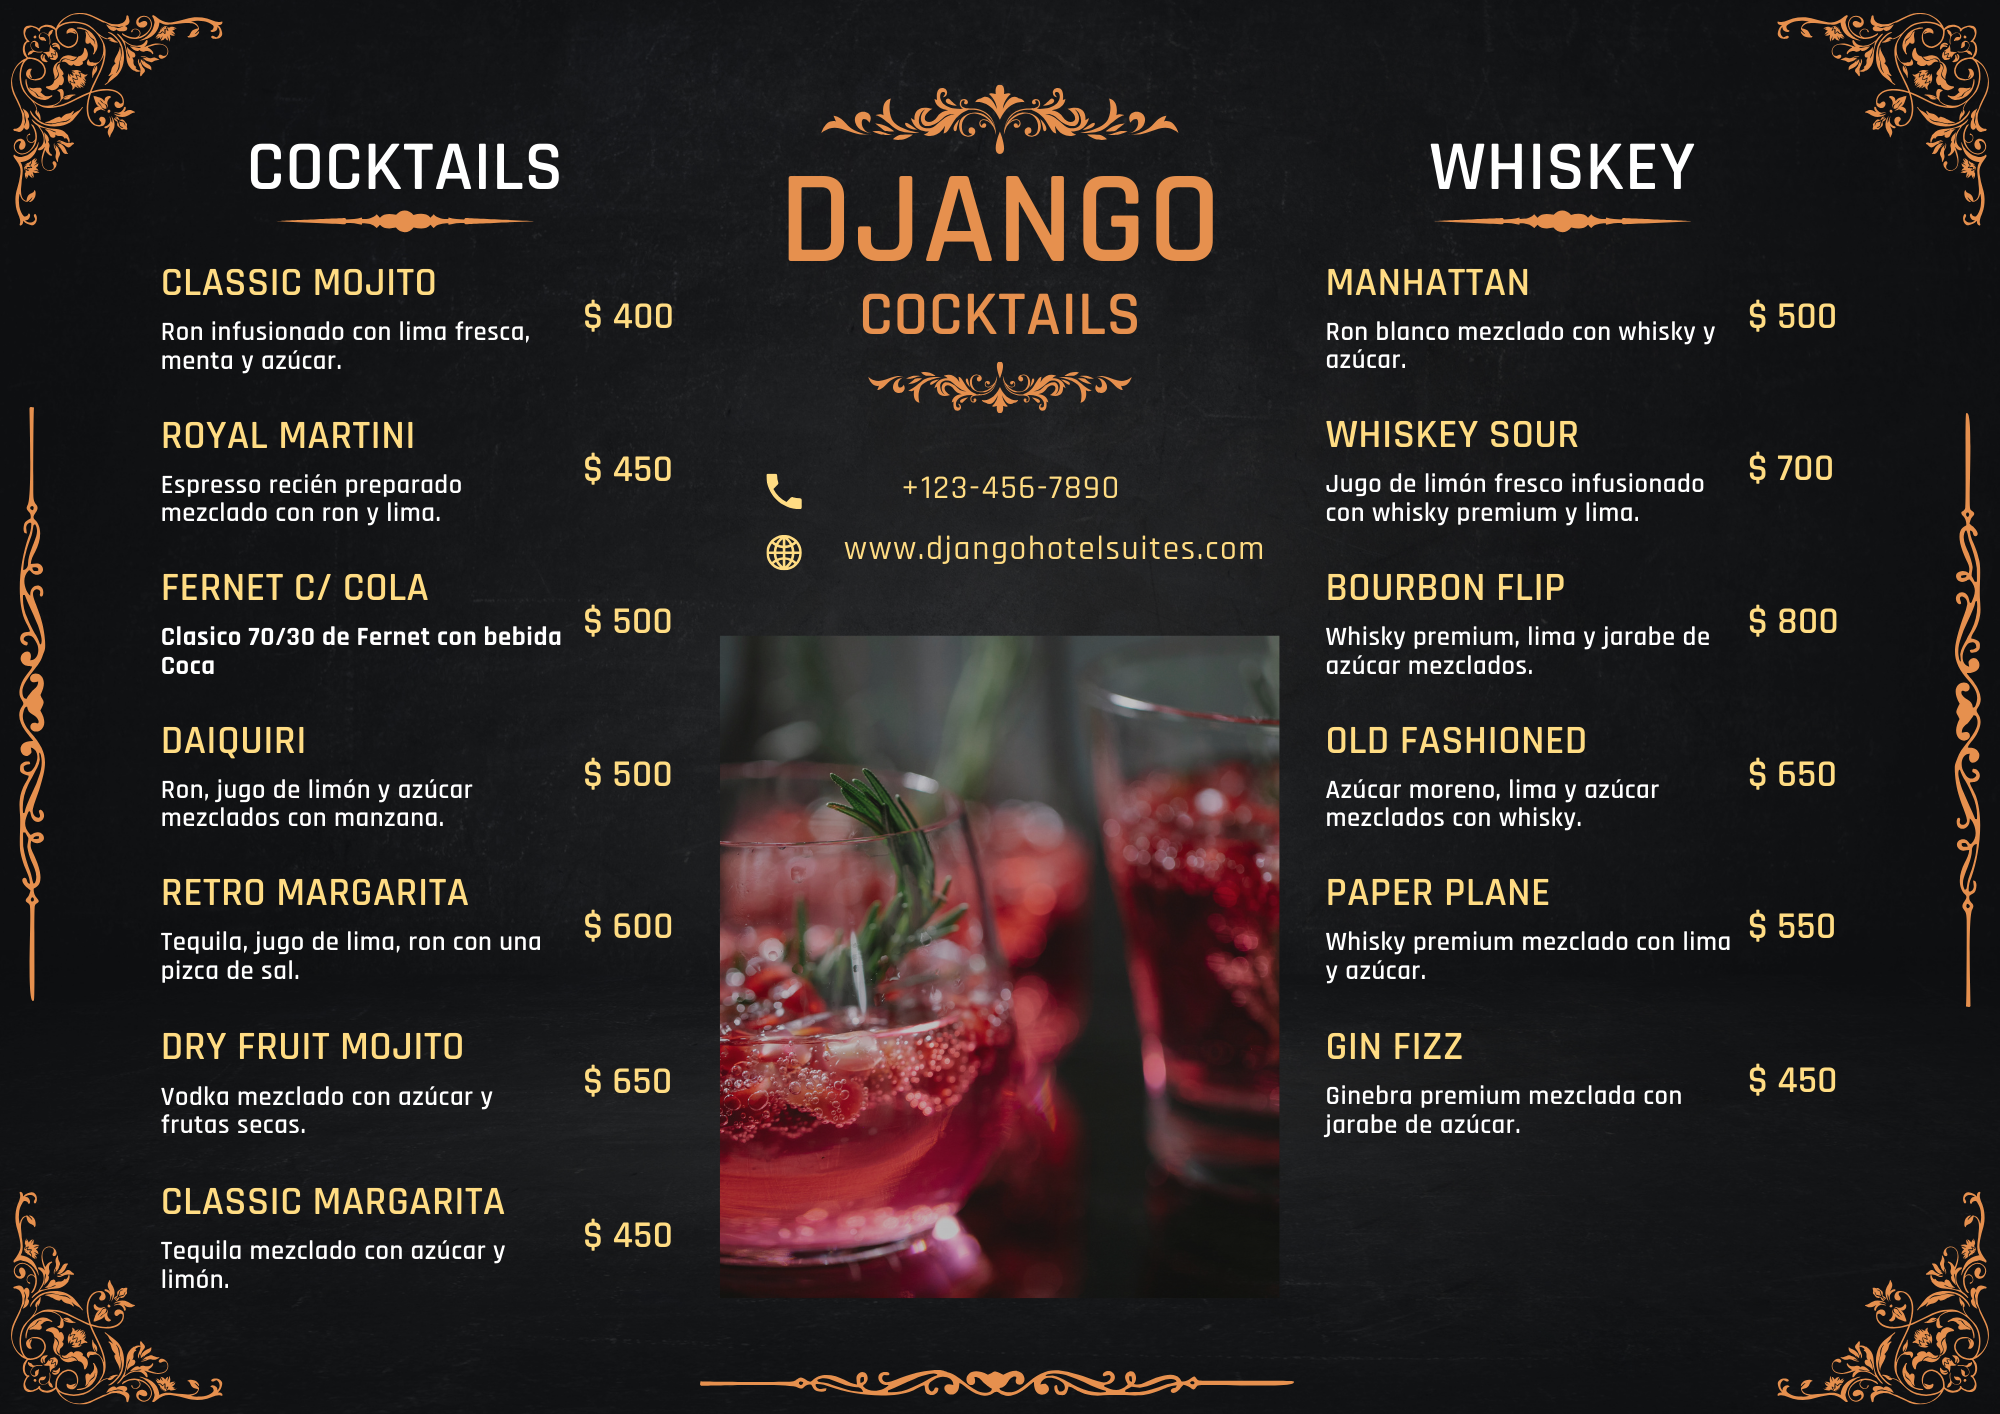 COCKTAILS
CLASSIC MOJITO
$ 400
Ron infusionado con lima fresca,
menta y azúcar.
ROYAL MARTINI
$ 450
Espresso recién preparado
mezclado con ron y lima.
FERNET C/ COLA
$ 500
Clasico 70/30 de Fernet con bebida
Coca
DAIQUIRI
$ 500
Ron, jugo de limón y azúcar
mezclados con manzana.
RETRO MARGARITA
$ 600
Tequila, jugo de lima, ron con una
pizca de sal.
DRY FRUIT MOJITO
$ 650
Vodka mezclado con azúcar y
frutas secas.
CLASSIC MARGARITA
$ 450
Tequila mezclado con azúcar y
limón.
DJANGO
COCKTAILS
+123-456-7890
www.djangohotelsuites.com
WHISKEY
MANHATTAN
$ 500
Ron blanco mezclado con whisky y
azúcar.
WHISKEY SOUR
$ 700
Jugo de limón fresco infusionado
con whisky premium y lima.
BOURBON FLIP
$ 800
Whisky premium, lima y jarabe de
azúcar mezclados.
OLD FASHIONED
$ 650
Azúcar moreno, lima y azúcar
mezclados con whisky.
PAPER PLANE
$ 550
Whisky premium mezclado con lima
y azúcar.
GIN FIZZ
$ 450
Ginebra premium mezclada con
jarabe de azúcar.